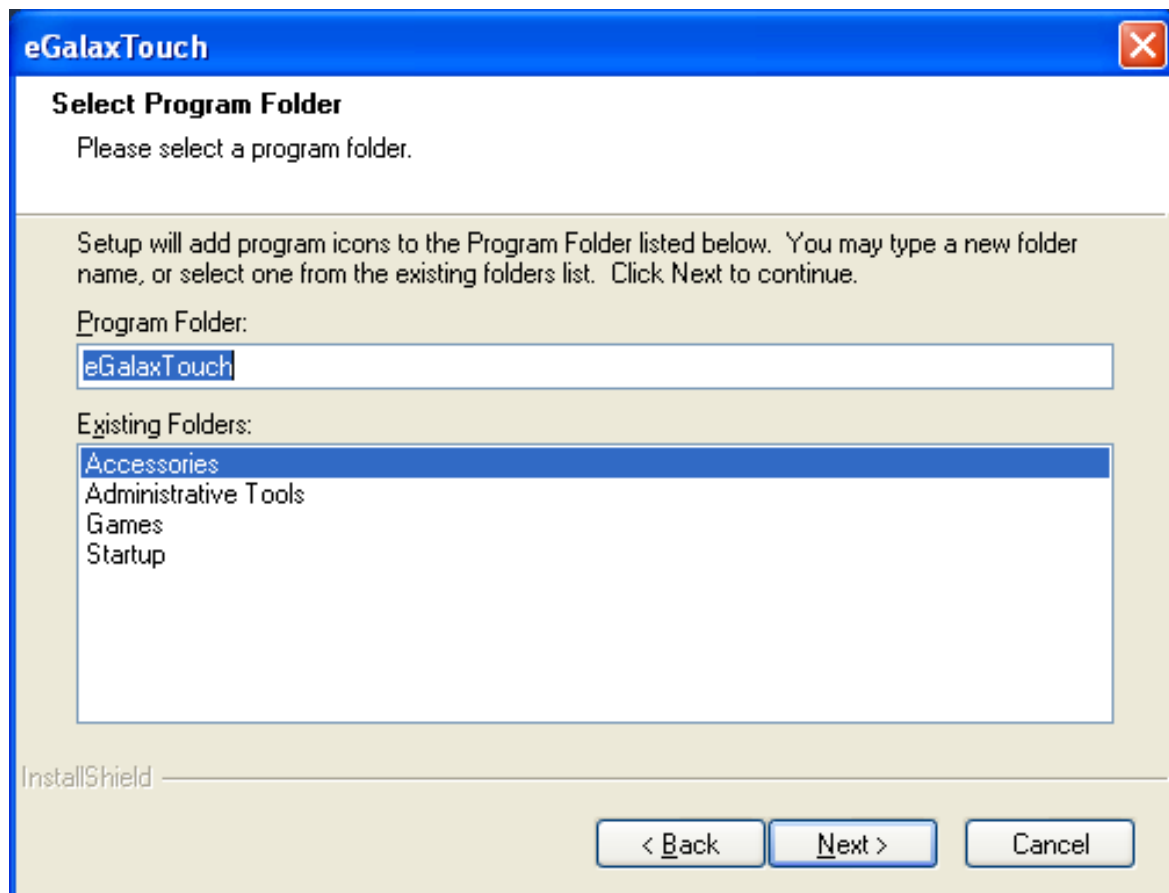 eGalaxTouch
Select Program Folder
Please select a program folder.
Setup will add program icons to the Program Folder listed below.  You may type a new folder
name, or select one from the existing folders list.  Click Next to continue.
Program Folder:
eGalaxTouch
Existing Folders:
Accessories
Administrative Tools
Games
Startup
InstallShield
< Back Next > Cancel